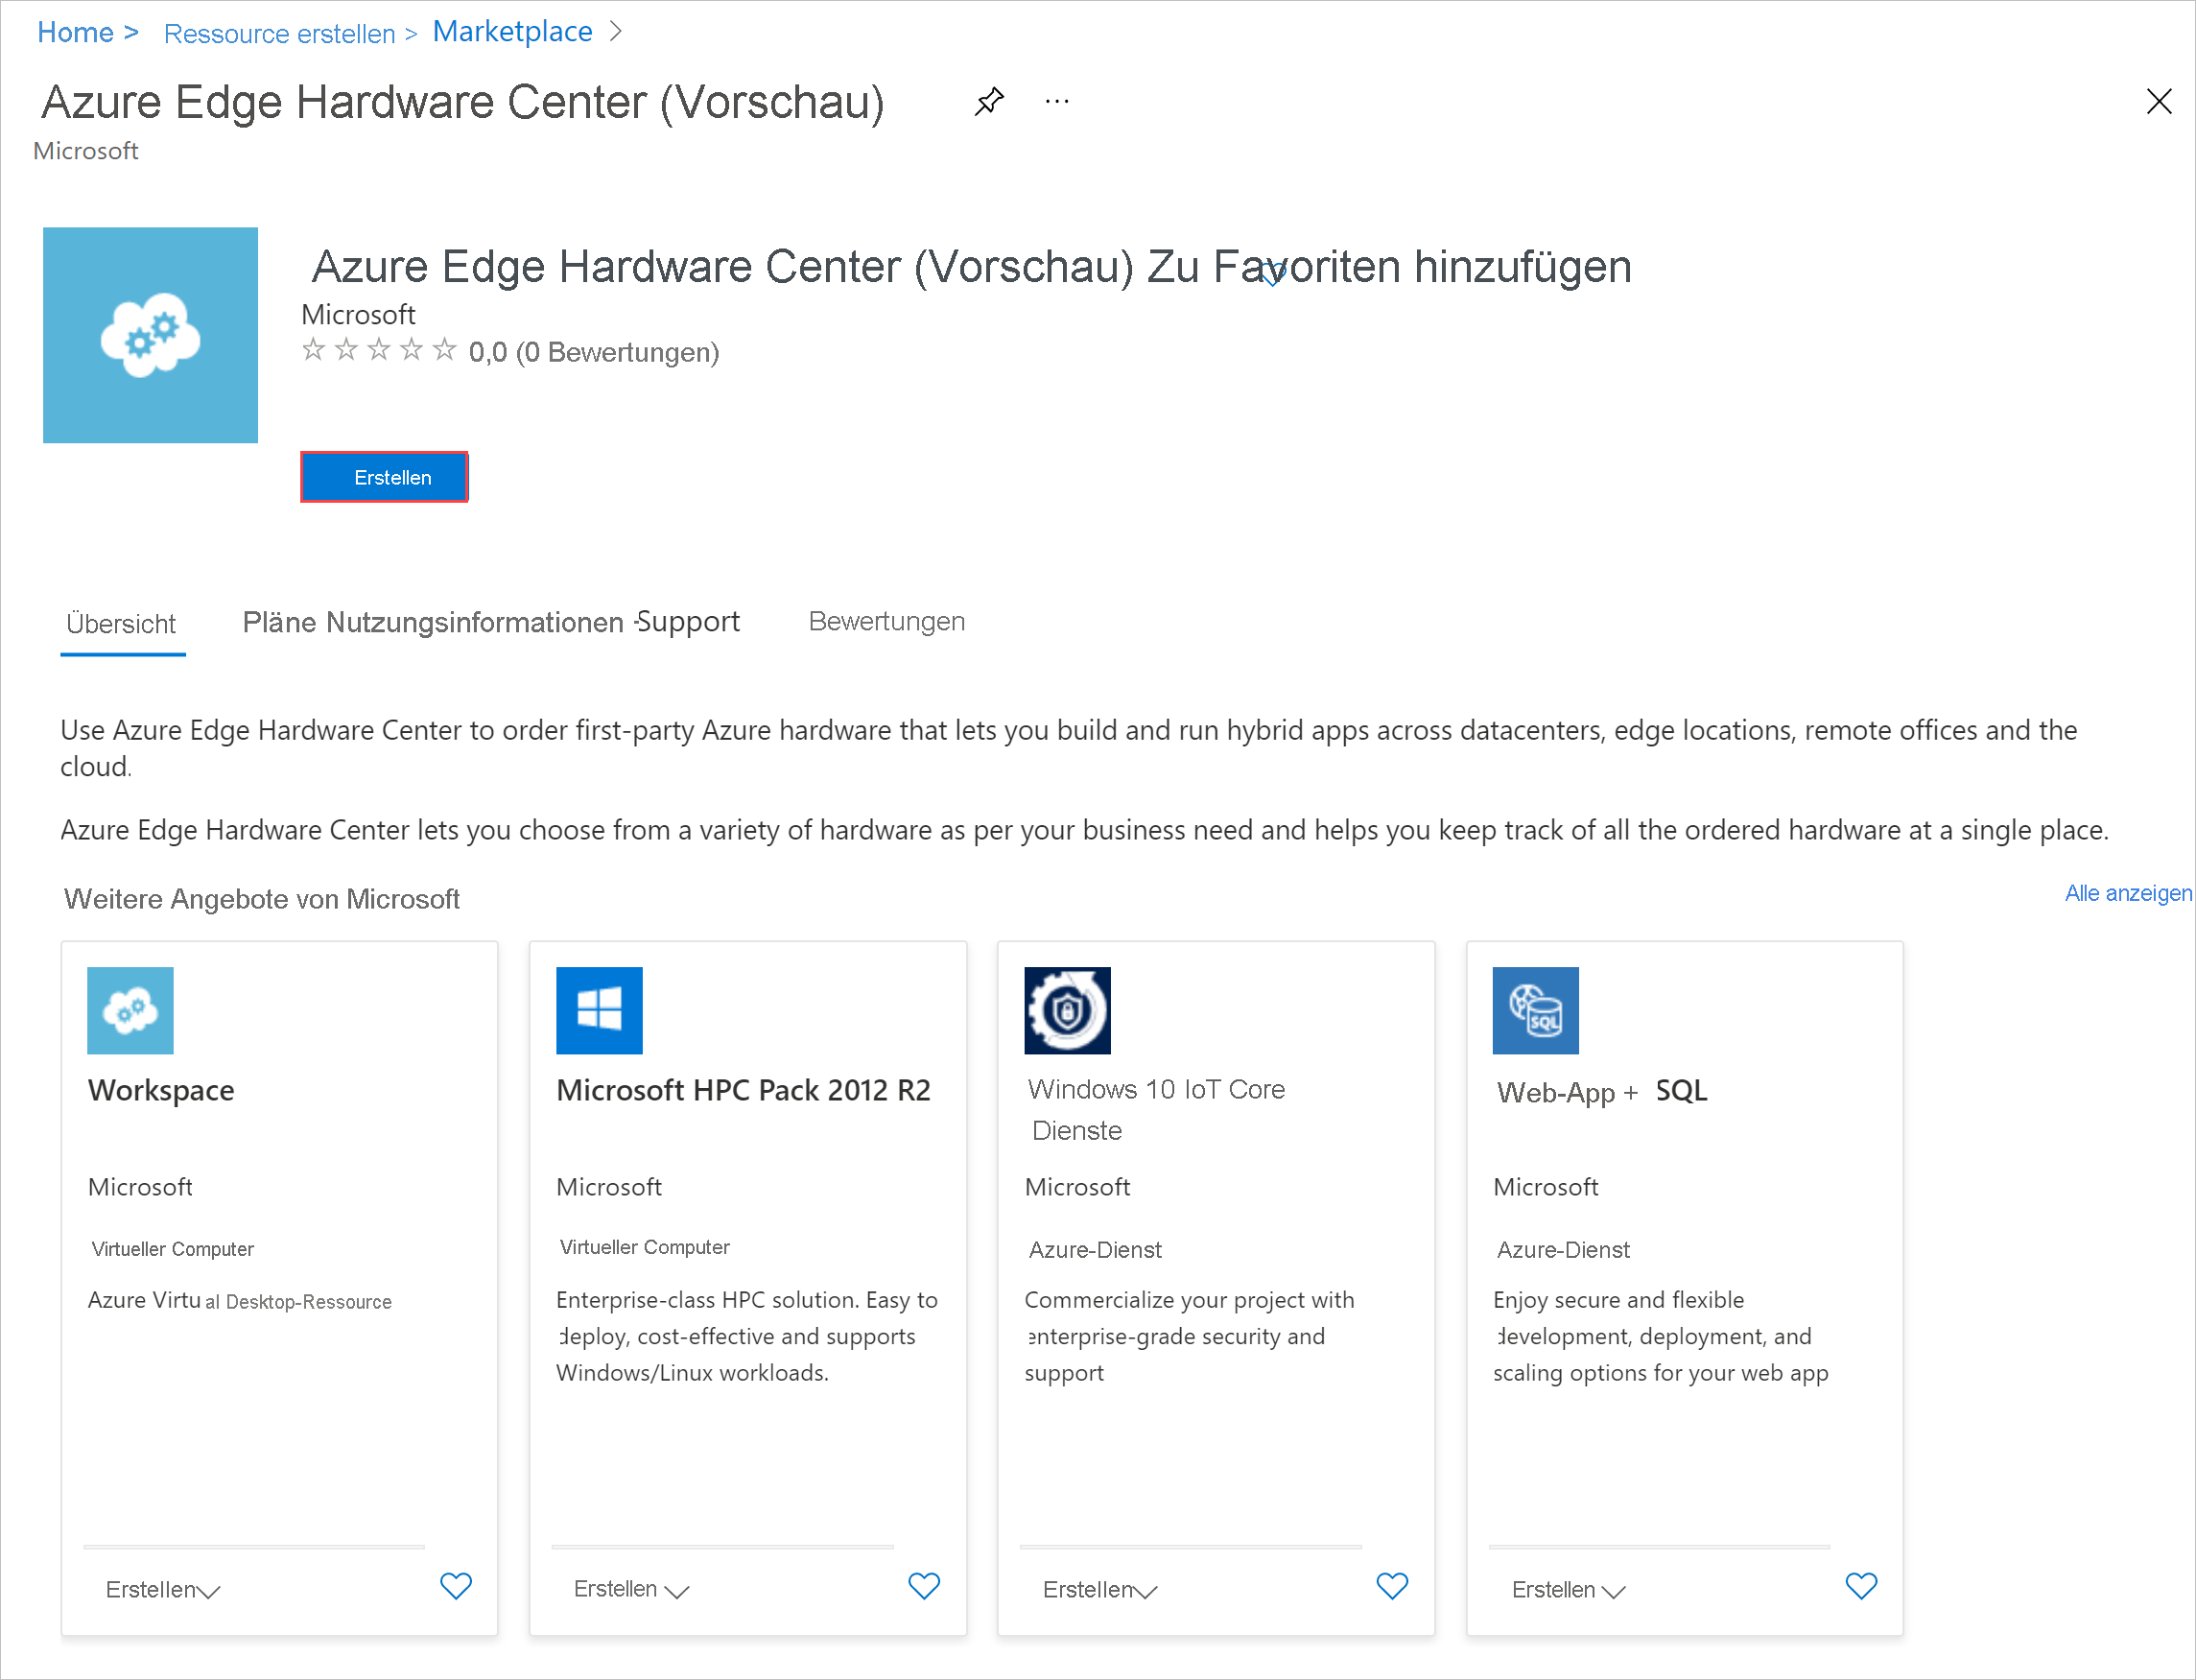 Home > Ressource erstellen > Marketplace >
Azure Edge Hardware Center (Vorschau) ...
Microsoft
Azure Edge Hardware Center (Vorschau) Zu Favoriten hinzufügen
Microsoft
0,0 (0 Bewertungen)
Erstellen
Übersicht Pläne Nutzungsinformationen - Support Bewertungen
Use Azure Edge Hardware Center to order first-party Azure hardware that lets you build and run hybrid apps across datacenters, edge locations, remote offices and the
cloud.
Azure Edge Hardware Center lets you choose from a variety of hardware as per your business need and helps you keep track of all the ordered hardware at a single place.
Weitere Angebote von Microsoft
Alle anzeigen
Workspace
Microsoft
Virtueller Computer
Azure Virtual Desktop-Ressource
Erstellen
Microsoft HPC Pack 2012 R2
Microsoft
Virtueller Computer
Enterprise-class HPC solution. Easy to
deploy, cost-effective and supports
Windows/Linux workloads.
Erstellen
Windows 10 IoT Core
Dienste
Microsoft
Azure-Dienst
Commercialize your project with
enterprise-grade security and
support
Erstellen
SQL
Web-App + SQL
Microsoft
Azure-Dienst
Enjoy secure and flexible
development, deployment, and
scaling options for your web app
Erstellen